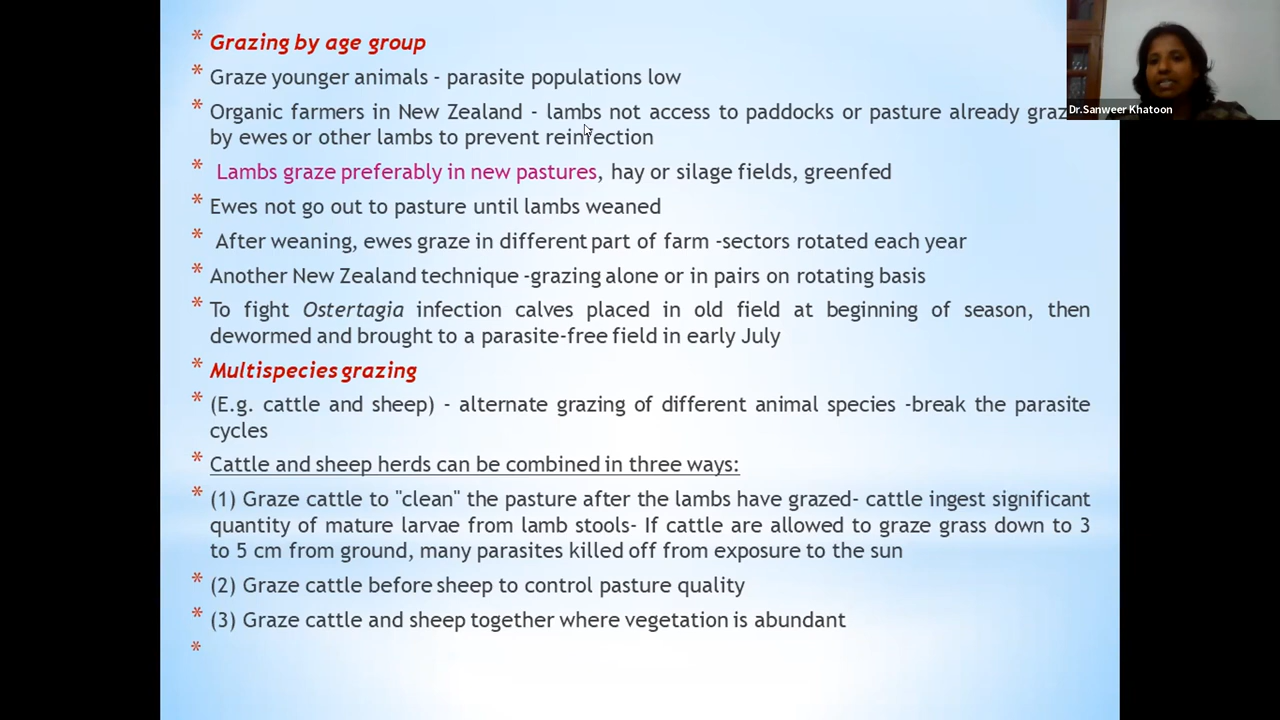 * Grazing by age group
* Graze younger animals - parasite populations low
* Organic farmers in New Zealand - lambs not access to paddocks or pasture already
by ewes or other lambs to prevent reinfection
* Lambs graze preferably in new pastures, hay or silage fields, greenfed
* Ewes not go out to pasture until lambs weaned
* After weaning, ewes graze in different part of farm -sectors rotated each year
* Another New Zealand technique -grazing alone or in pairs on rotating basis
* To fight Ostertagia infection calves placed in old field at beginning of season, then
dewormed and brought to a parasite-free field in early July
* Multispecies grazing
* (E.g. cattle and sheep) - alternate grazing of different animal species -break the parasite
cycles
* Cattle and sheep herds can be combined in three ways:
* (1) Graze cattle to "clean" the pasture after the lambs have grazed- cattle ingest significant
quantity of mature larvae from lamb stools- If cattle are allowed to graze grass down to 3
to 5 cm from ground, many parasites killed off from exposure to the sun
* (2) Graze cattle before sheep to control pasture quality
* (3) Graze cattle and sheep together where vegetation is abundant
*
Dr.Sanweer Khatoon